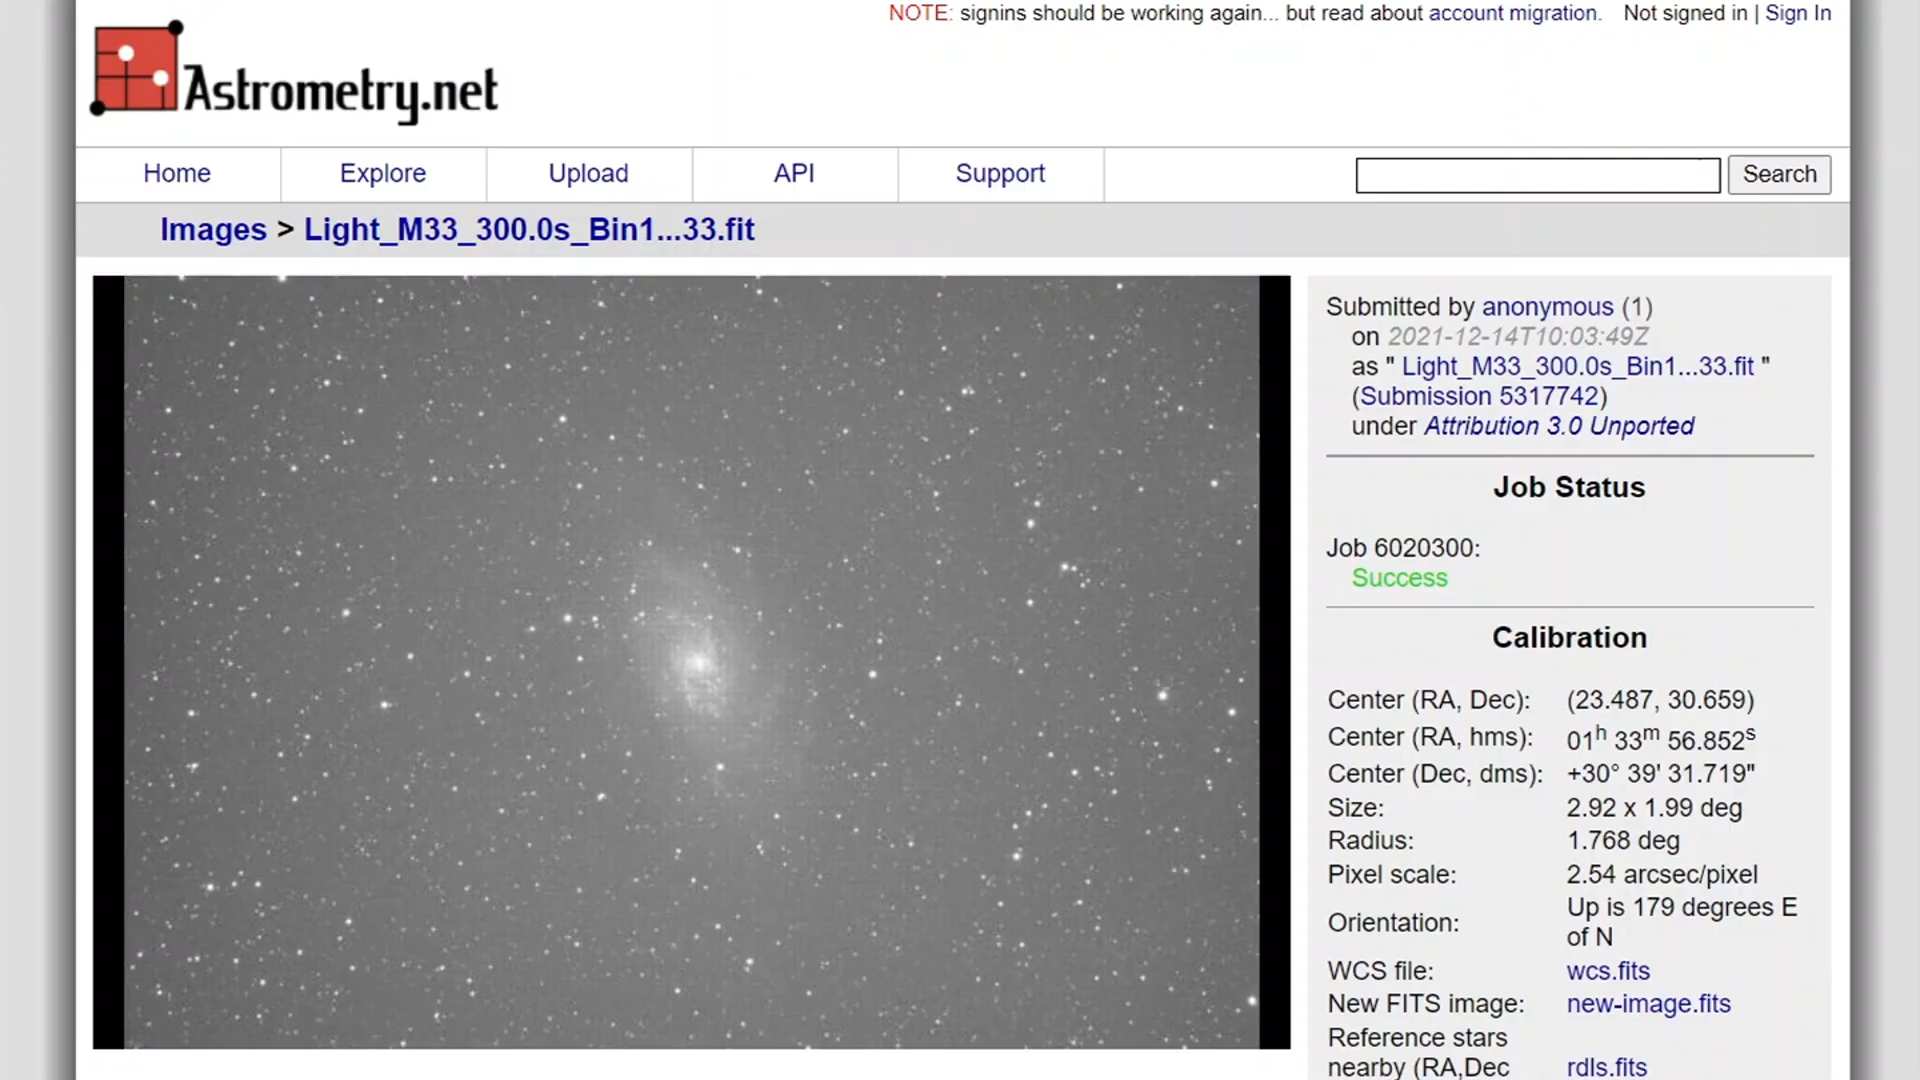 NOTE: signins should be working again... but read about account migration. Not signed in | Sign In
Astrometry.net
Home Explore Upload API Support Search
Images > Light_M33_300.0s_Bin1...33.fit
Submitted by anonymous (1)
on 2021-12-14T10:03:49Z
as " Light_M33_300.0s_Bin1...33.fit "
(Submission 5317742)
under Attribution 3.0 Unported
Job Status
Job 6020300:
Success
Calibration
Center (RA, Dec): (23.487, 30.659)
Center (RA, hms): 01h 33m 56.852s
Center (Dec, dms): +30° 39' 31.719"
Size: 2.92 x 1.99 deg
Radius: 1.768 deg
Pixel scale: 2.54 arcsec/pixel
Orientation: Up is 179 degrees E
of N
WCS file: wcs.fits
New FITS image: new-image.fits
Reference stars
nearby (RA,Dec rdls.fits